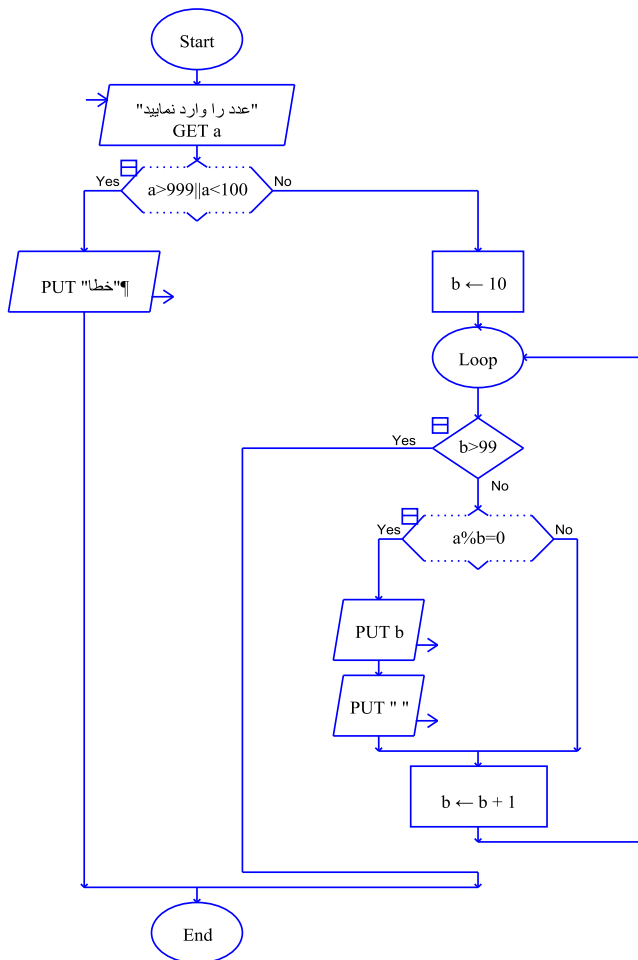 Start
"عدد را وارد نمایید"
GET a
Yes
a>999||a<100
No
PUT "خطا"¶
b ← 10
Loop
Yes
b>99
No
Yes
a%b=0
No
PUT b
PUT " "
b ← b + 1
End